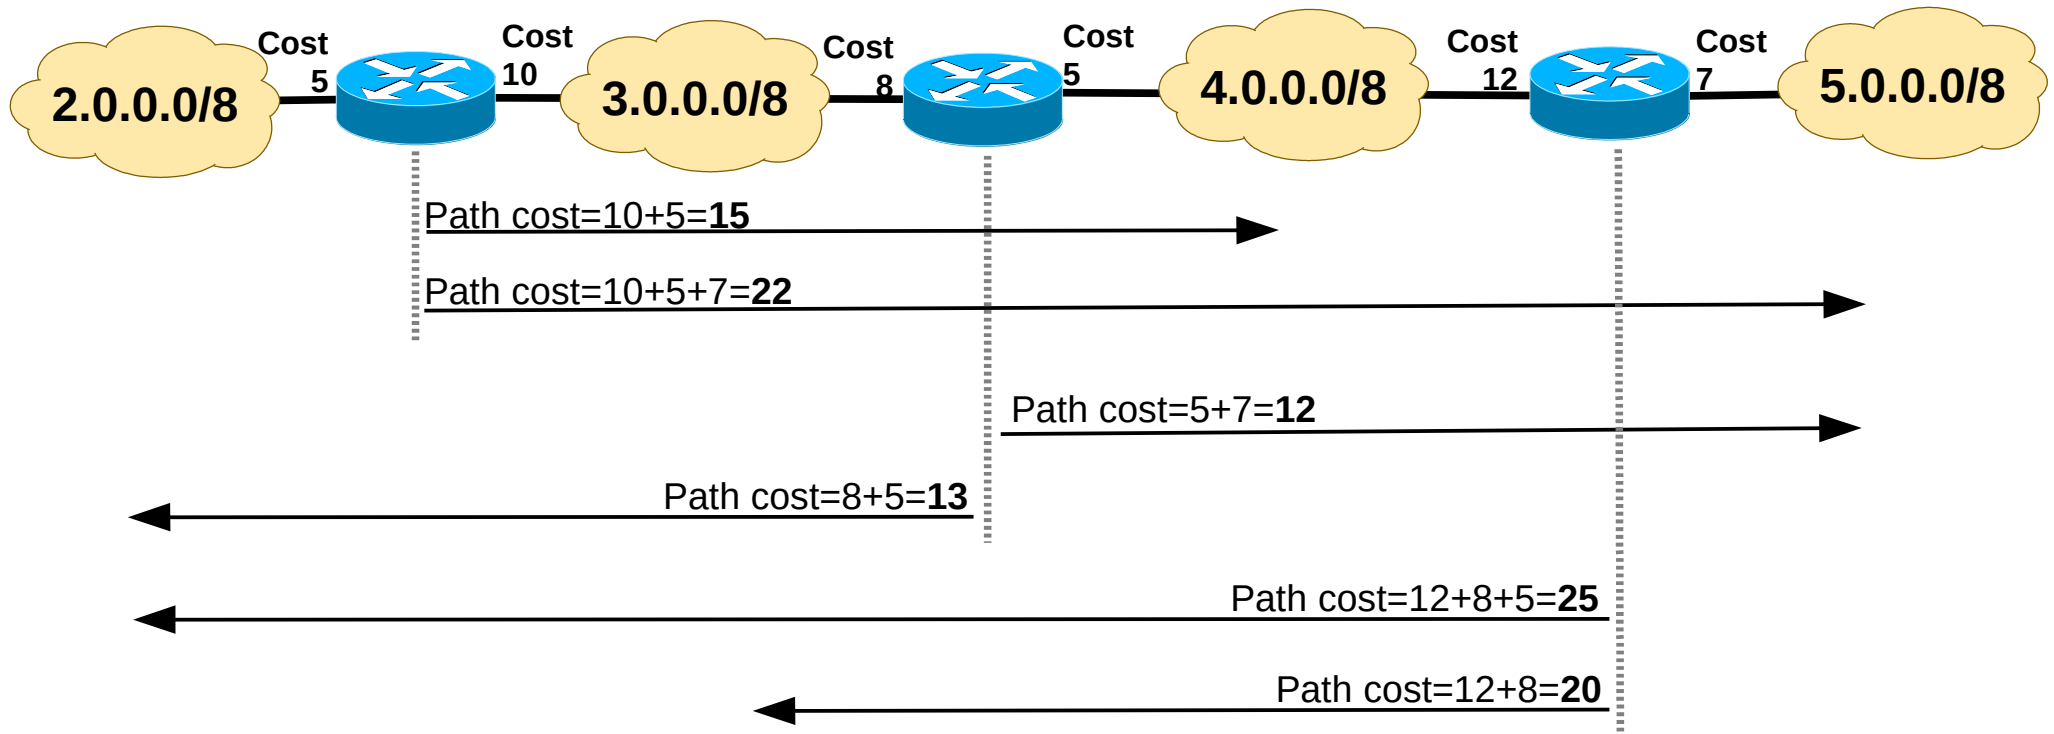 Cost
5
Cost
10
Cost
8
Cost
5
Cost
12
Cost
7
2.0.0.0/8
3.0.0.0/8
4.0.0.0/8
5.0.0.0/8
Path cost=10+5=15
Path cost=10+5+7=22
Path cost=5+7=12
Path cost=8+5=13
Path cost=12+8+5=25
Path cost=12+8=20